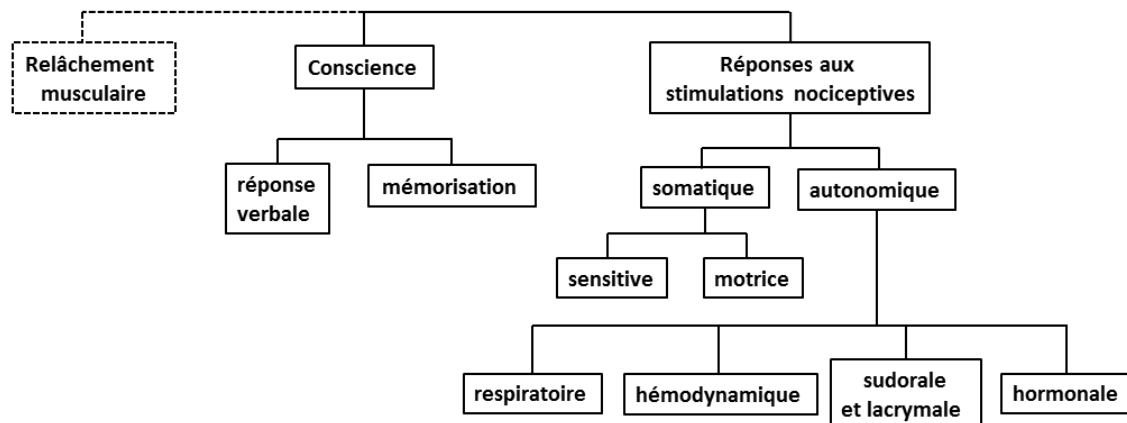 Relâchement
musculaire
Conscience
Réponses aux
stimulations nociceptives
réponse
verbale
mémorisation
somatique
autonomique
sensitive
motrice
respiratoire
hémodynamique
sudorale
et lacrymale
hormonale